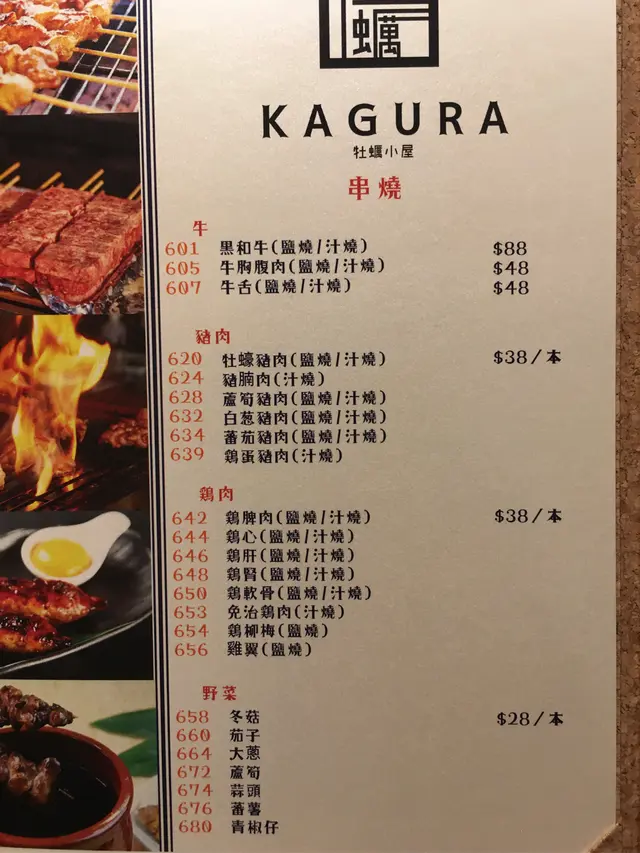 蠣
KAGURA
牡蠣小屋
串燒
牛
601 黒和牛(鹽燒/汁燒) $88
605 牛胸腹肉(鹽燒/汁燒) $48
607 牛舌(鹽燒/汁燒) $48
豬肉
620 牡蠔豬肉(鹽燒/汁燒) $38/本
624 豬腩肉(汁燒)
628 蘆筍豬肉(鹽燒/汁燒)
632 白葱豬肉(鹽燒/汁燒)
634 蕃茄豬肉(鹽燒/汁燒)
639 鶏蛋豬肉(汁燒)
鶏肉
642 鶏脾肉(鹽燒/汁燒) $38/本
644 鶏心(鹽燒/汁燒)
646 鶏肝(鹽燒/汁燒)
648 鶏腎(鹽燒/汁燒)
650 鶏軟骨(鹽燒/汁燒)
653 免治鶏肉(汁燒)
654 鶏柳梅(鹽燒)
656 雞翼(鹽燒)
野菜
658 冬菇 $28/本
660 茄子
664 大蔥
672 蘆筍
674 蒜頭
676 蕃薯
680 青椒仔